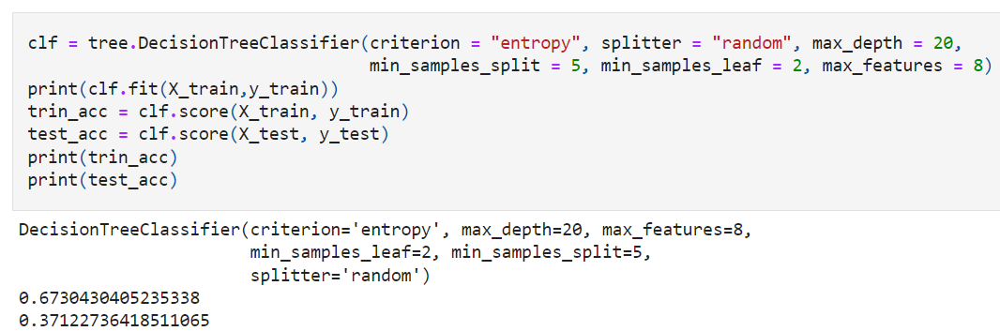 clf = tree.DecisionTreeClassifier(criterion = "entropy", splitter = "random", max_depth = 20,
min_samples_split = 5, min_samples_leaf = 2, max_features = 8)
print(clf.fit(X_train,y_train))
trin_acc = clf.score(X_train, y_train)
test_acc = clf.score(X_test, y_test)
print(trin_acc)
print(test_acc)
DecisionTreeClassifier(criterion='entropy', max_depth=20, max_features=8,
min_samples_leaf=2, min_samples_split=5,
splitter='random')
0.6730430405235338
0.37122736418511065